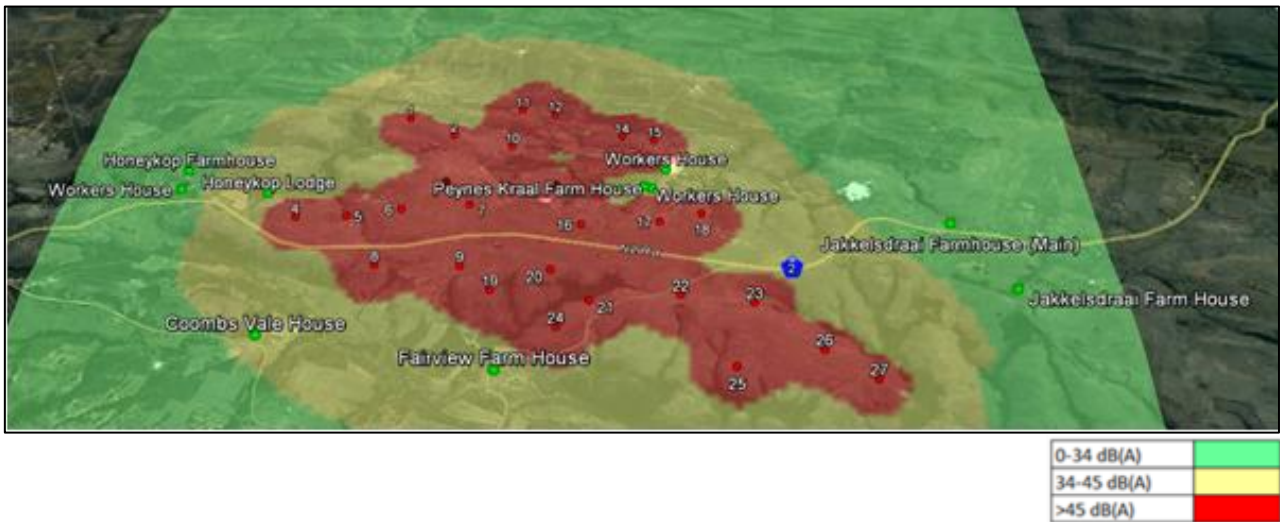 1
11
12
2
14
15
10
Honeykop Farmhouse
Workers House
Workers House
Honeykop Lodge
Peynes Kraal Farm House
Workers House
4
5
6
7
16
17
18
Jakkelsdraai Farmhouse (Main)
8
9
20
2
19
22
23
Jakkelsdraai Farm House
21
Coombs Vale House
24
26
Fairview Farm House
25
27
0-34 dB(A)
34-45 dB(A)
>45 dB(A)